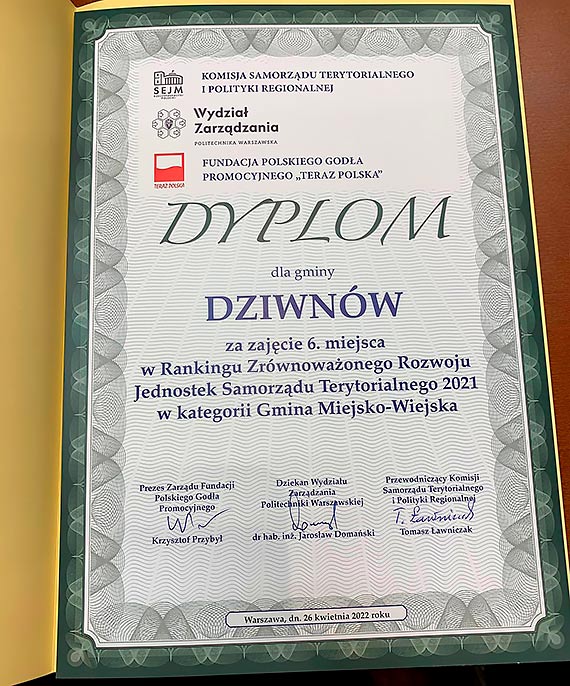 SEJM
KOMISJA SAMORZĄDU TERYTORIALNEGO
I POLITYKI REGIONALNEJ
Wydział
Zarządzania
POLITECHNIKA WARSZAWSKA
TERAZ POLSKA
FUNDACJA POLSKIEGO GODŁA
PROMOCYJNEGO „TERAZ POLSKA”
DYPLOM
dla gminy
DZIWNÓW
za zajęcie 6. miejsca
w Rankingu Zrównoważonego Rozwoju
Jednostek Samorządu Terytorialnego 2021
w kategorii Gmina Miejsko-Wiejska
Prezes Zarządu Fundacji
Polskiego Godła
Promocyjnego
Krzysztof Przybył
Dziekan Wydziału
Zarządzania
Politechniki Warszawskiej
dr hab. inż. Jarosław Domański
Przewodniczący Komisji
Samorządu Terytorialnego
i Polityki Regionalnej
T. Ławniczak
Tomasz Ławniczak
Warszawa, dn. 26 kwietnia 2022 roku